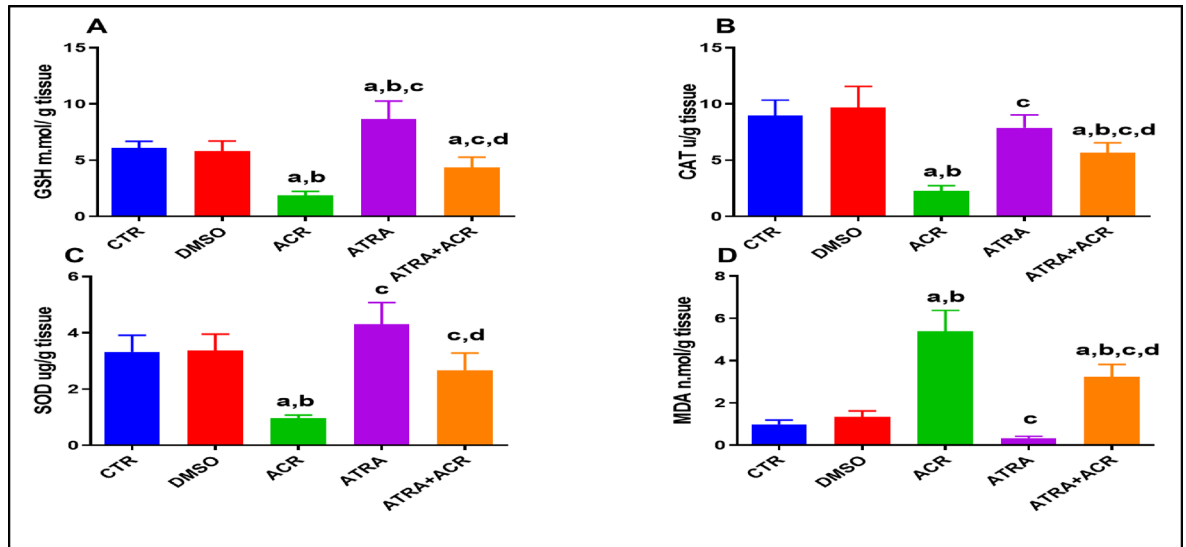 A
GSH m.mol/ g tissue
15
10
5
0
a,b
a,b,c
a,c,d
CTR
DMSO
ACR
ATRA
ATRA+ACR
B
CAT u/g tissue
15
10
5
0
a,b
c
a,b,c,d
CTR
DMSO
ACR
ATRA
ATRA+ACR
C
SOD ug/g tissue
6
4
2
0
a,b
c
c,d
CTR
DMSO
ACR
ATRA
ATRA+ACR
D
MDA n.mol/g tissue
8
6
4
2
0
a,b
c
a,b,c,d
CTR
DMSO
ACR
ATRA
ATRA+ACR